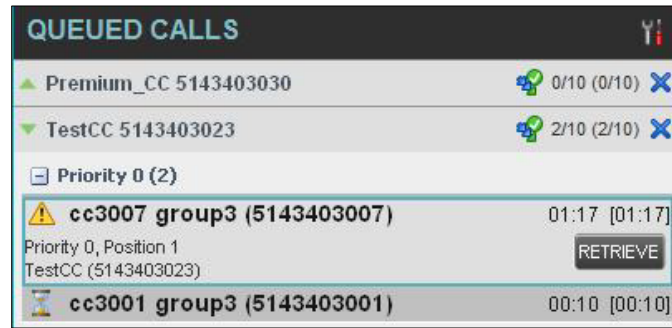 QUEUED CALLS
Premium_CC 5143403030 0/10 (0/10)
TestCC 5143403023 2/10 (2/10)
Priority 0 (2)
cc3007 group3 (5143403007) 01:17 [01:17]
Priority 0, Position 1 RETRIEVE
TestCC (5143403023)
cc3001 group3 (5143403001) 00:10 [00:10]